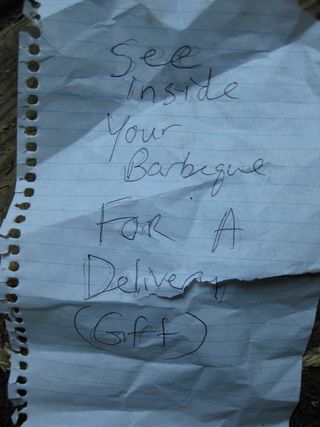 See
inside
Your
Barbeque
FOR A
Delivery
(Gift)